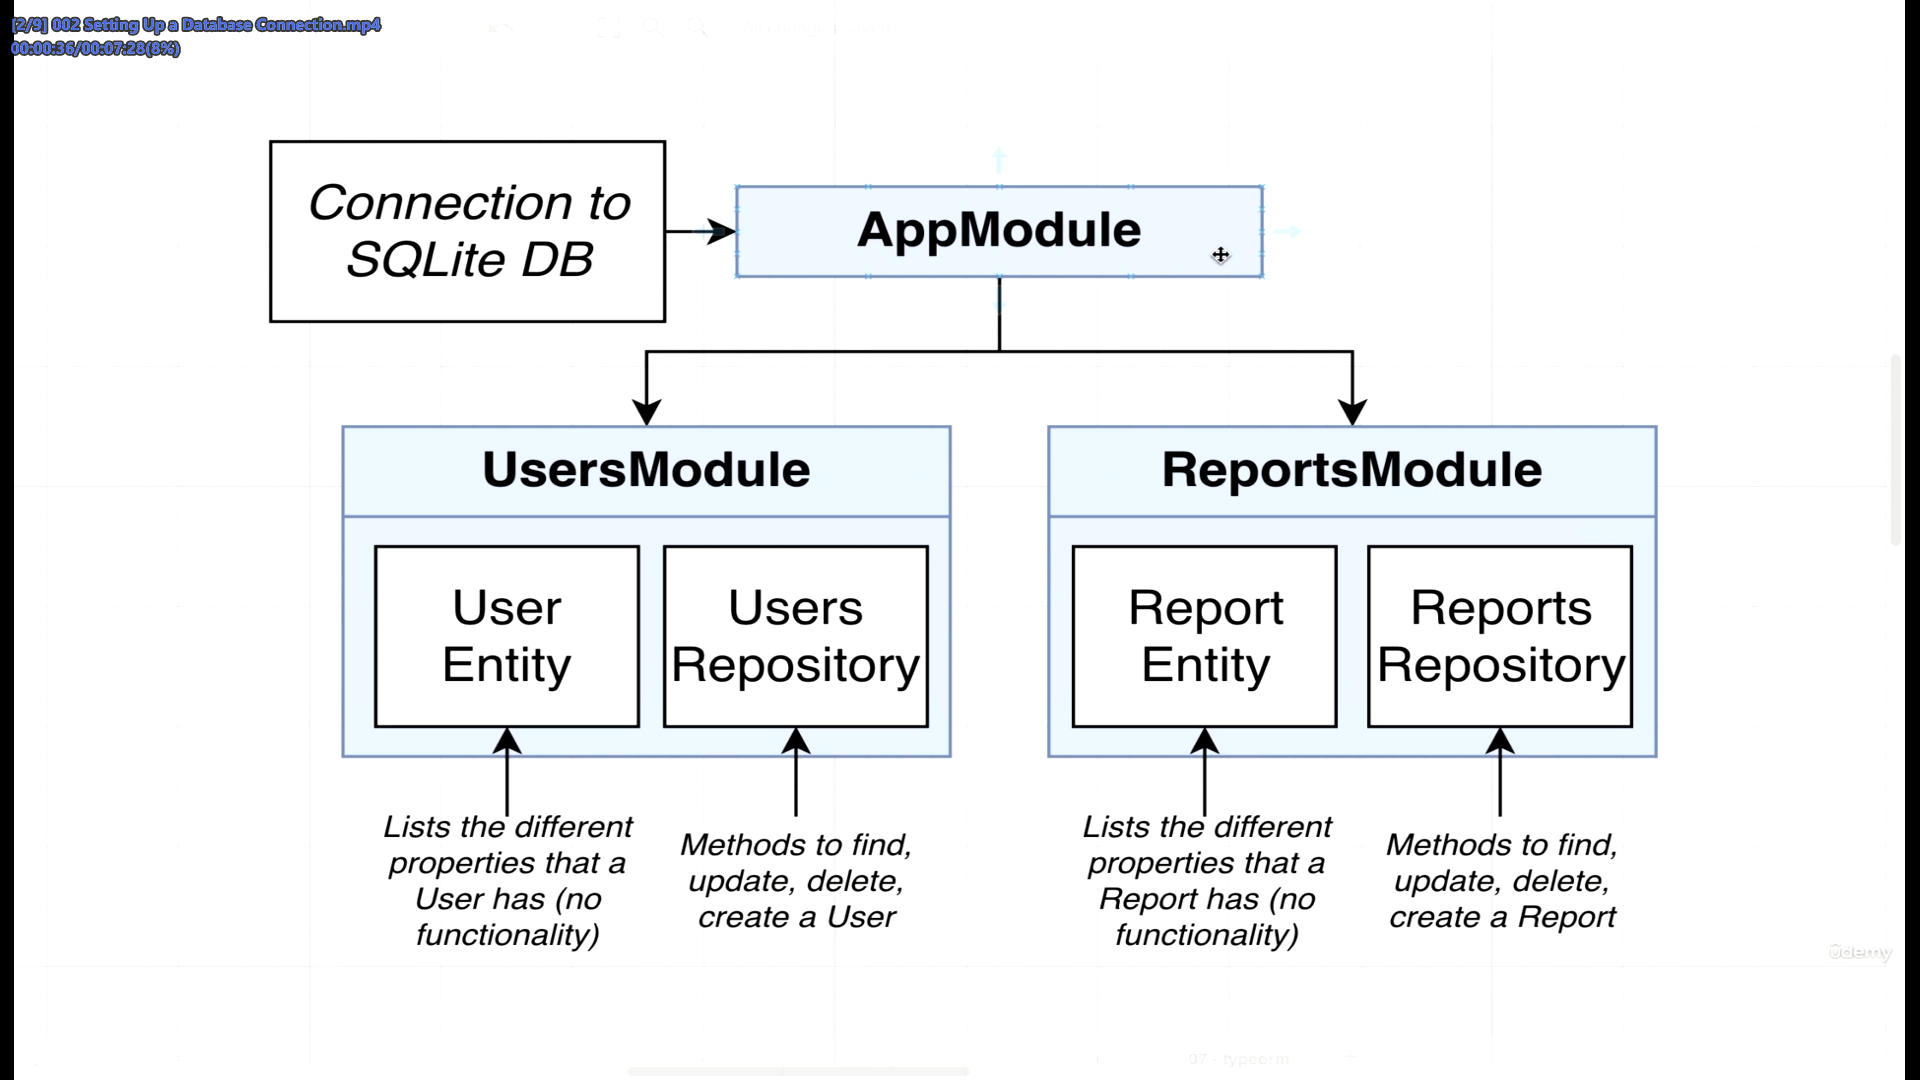 [2/9] 002 Setting Up a Database Connection.mp4
00:00:36/00:07:28(8%)
Connection to
SQLite DB
AppModule
UsersModule
ReportsModule
User
Entity
Users
Repository
Report
Entity
Reports
Repository
Lists the different
properties that a
User has (no
functionality)
Methods to find,
update, delete,
create a User
Lists the different
properties that a
Report has (no
functionality)
Methods to find,
update, delete,
create a Report
ûdemy
07 - typeorm